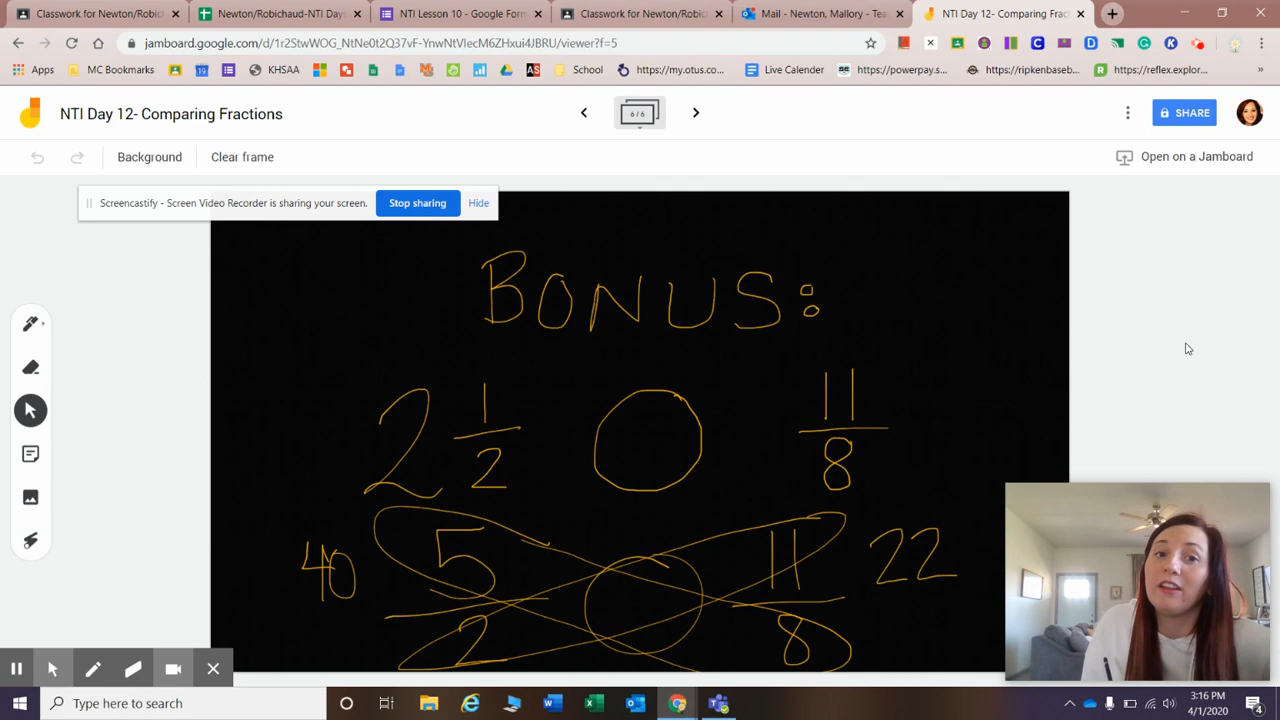 Classwork for Newton/Robich
Newton/Robichaud-NTI Days
NTI Lesson 10 - Google Form
Classwork for Newton/Robich
Mail - Newton, Mallory - Tea
NTI Day 12- Comparing Frac
jamboard.google.com/d/1r2StwWOG_NtNe0t2Q37vF-YnwNtVIecM6ZHxui4JBRU/viewer?f=5
Apps
MC Bookmarks
KHSAA
School
https://my.otus.co...
Live Calender
https://powerpay.s...
https://ripkenbaseb...
https://reflex.explor...
NTI Day 12- Comparing Fractions
6/6
SHARE
Background
Clear frame
Open on a Jamboard
Screencastify - Screen Video Recorder is sharing your screen.
Stop sharing
Hide
BONUS:
2 1/2 11/8
40 5/2 11/8 22
Type here to search
3:16 PM
4/1/2020
4